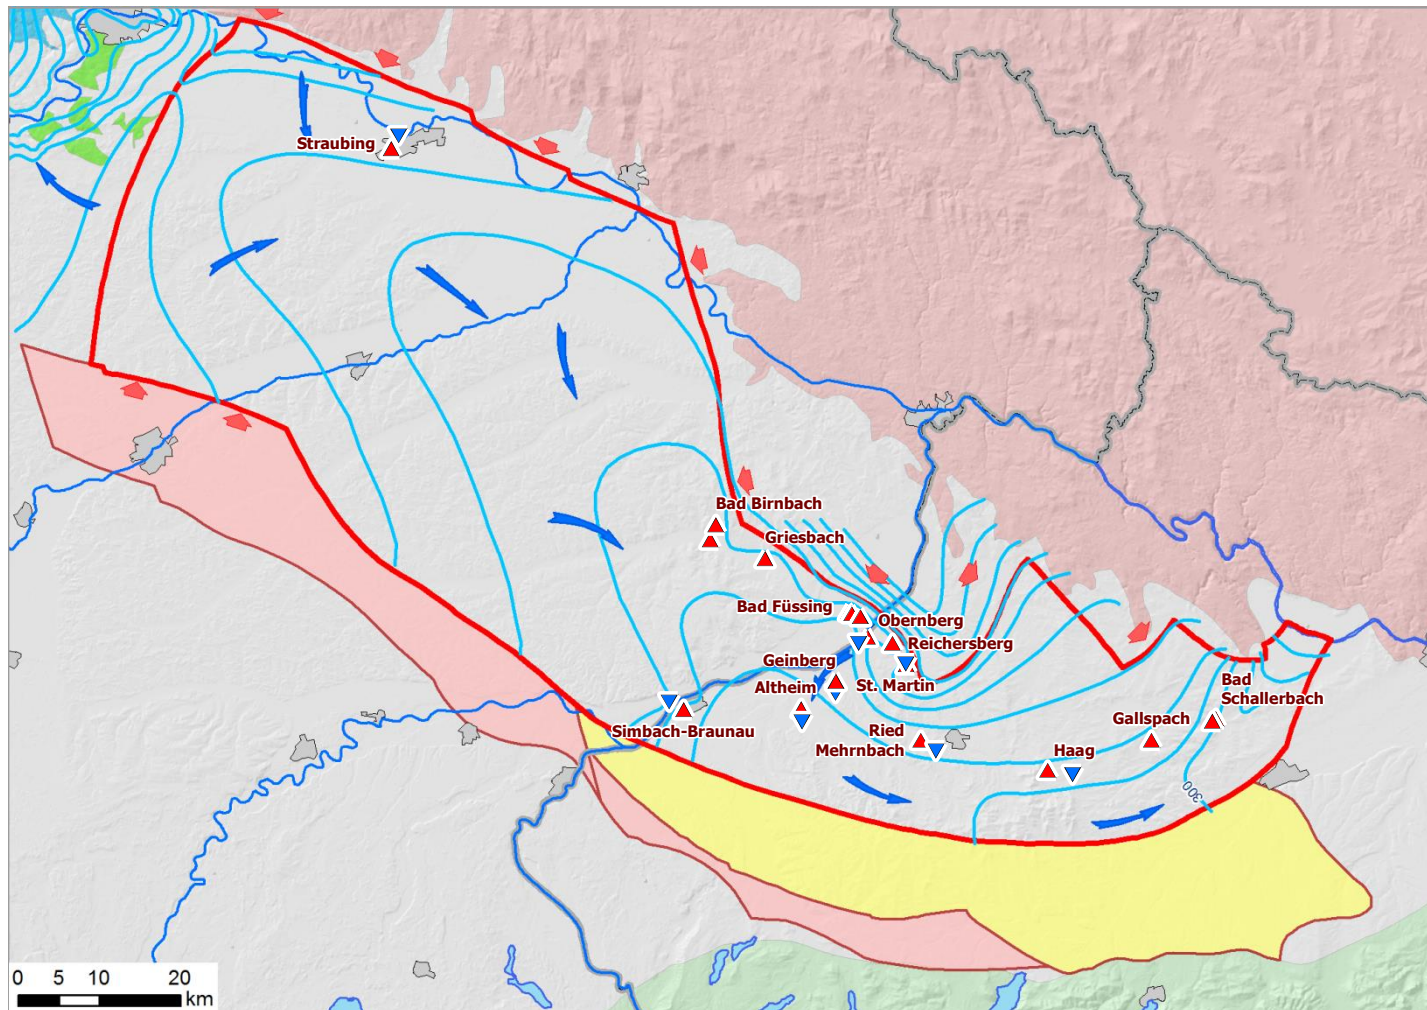 Straubing
Bad Birnbach
Griesbach
Bad Füssing
Obernberg
Reichersberg
Geinberg
St. Martin
Altheim
Simbach-Braunau
Ried
Mehrnbach
Haag
Gallspach
Bad
Schallerbach
300
0 5 10 20
km